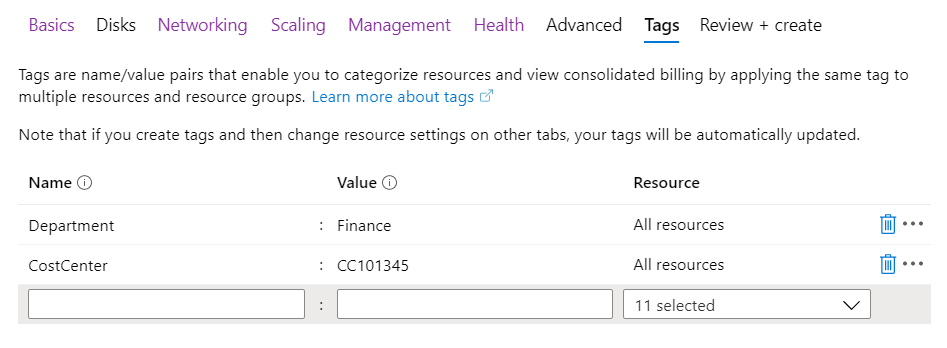 Basics Disks Networking Scaling Management Health Advanced Tags Review + create
Tags are name/value pairs that enable you to categorize resources and view consolidated billing by applying the same tag to
multiple resources and resource groups. Learn more about tags
Note that if you create tags and then change resource settings on other tabs, your tags will be automatically updated.
Name Value Resource
Department : Finance All resources
CostCenter : CC101345 All resources
: 11 selected